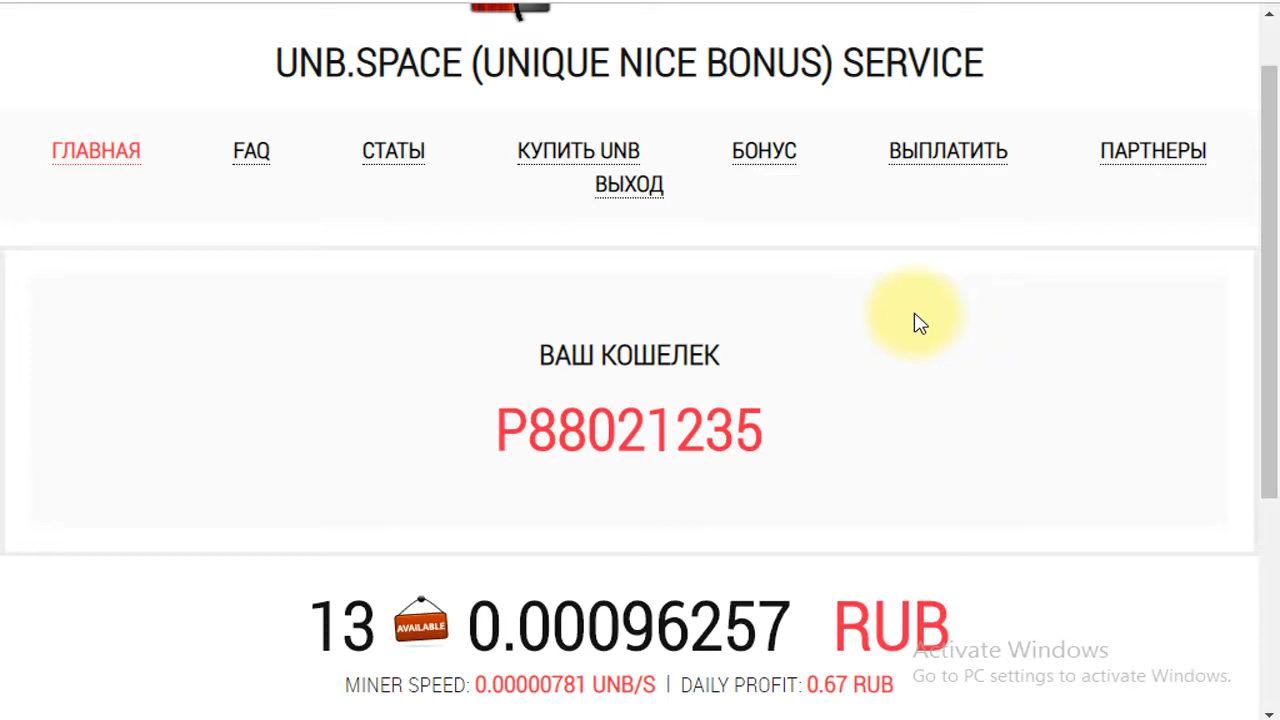 UNB.SPACE (UNIQUE NICE BONUS) SERVICE
ГЛАВНАЯ FAQ СТАТЫ КУПИТЬ UNB БОНУС ВЫПЛАТИТЬ ПАРТНЕРЫ
ВЫХОД
ВАШ КОШЕЛЕК
P88021235
13 AVAILABLE 0.00096257 RUB
Activate Windows
Go to PC settings to activate Windows.
MINER SPEED: 0.00000781 UNB/S | DAILY PROFIT: 0.67 RUB